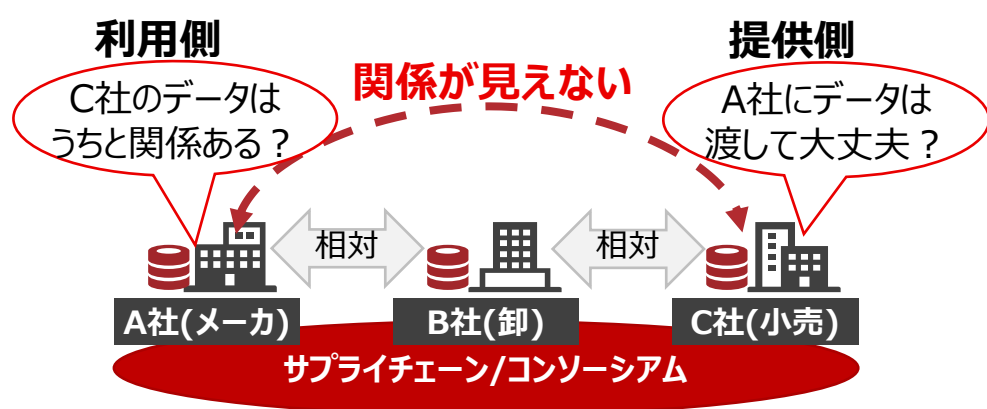 利用側
提供側
関係が見えない
C社のデータは
うちと関係ある？
A社にデータは
渡して大丈夫？
相対
相対
A社(メーカ)
B社(卸)
C社(小売)
サプライチェーン/コンソーシアム